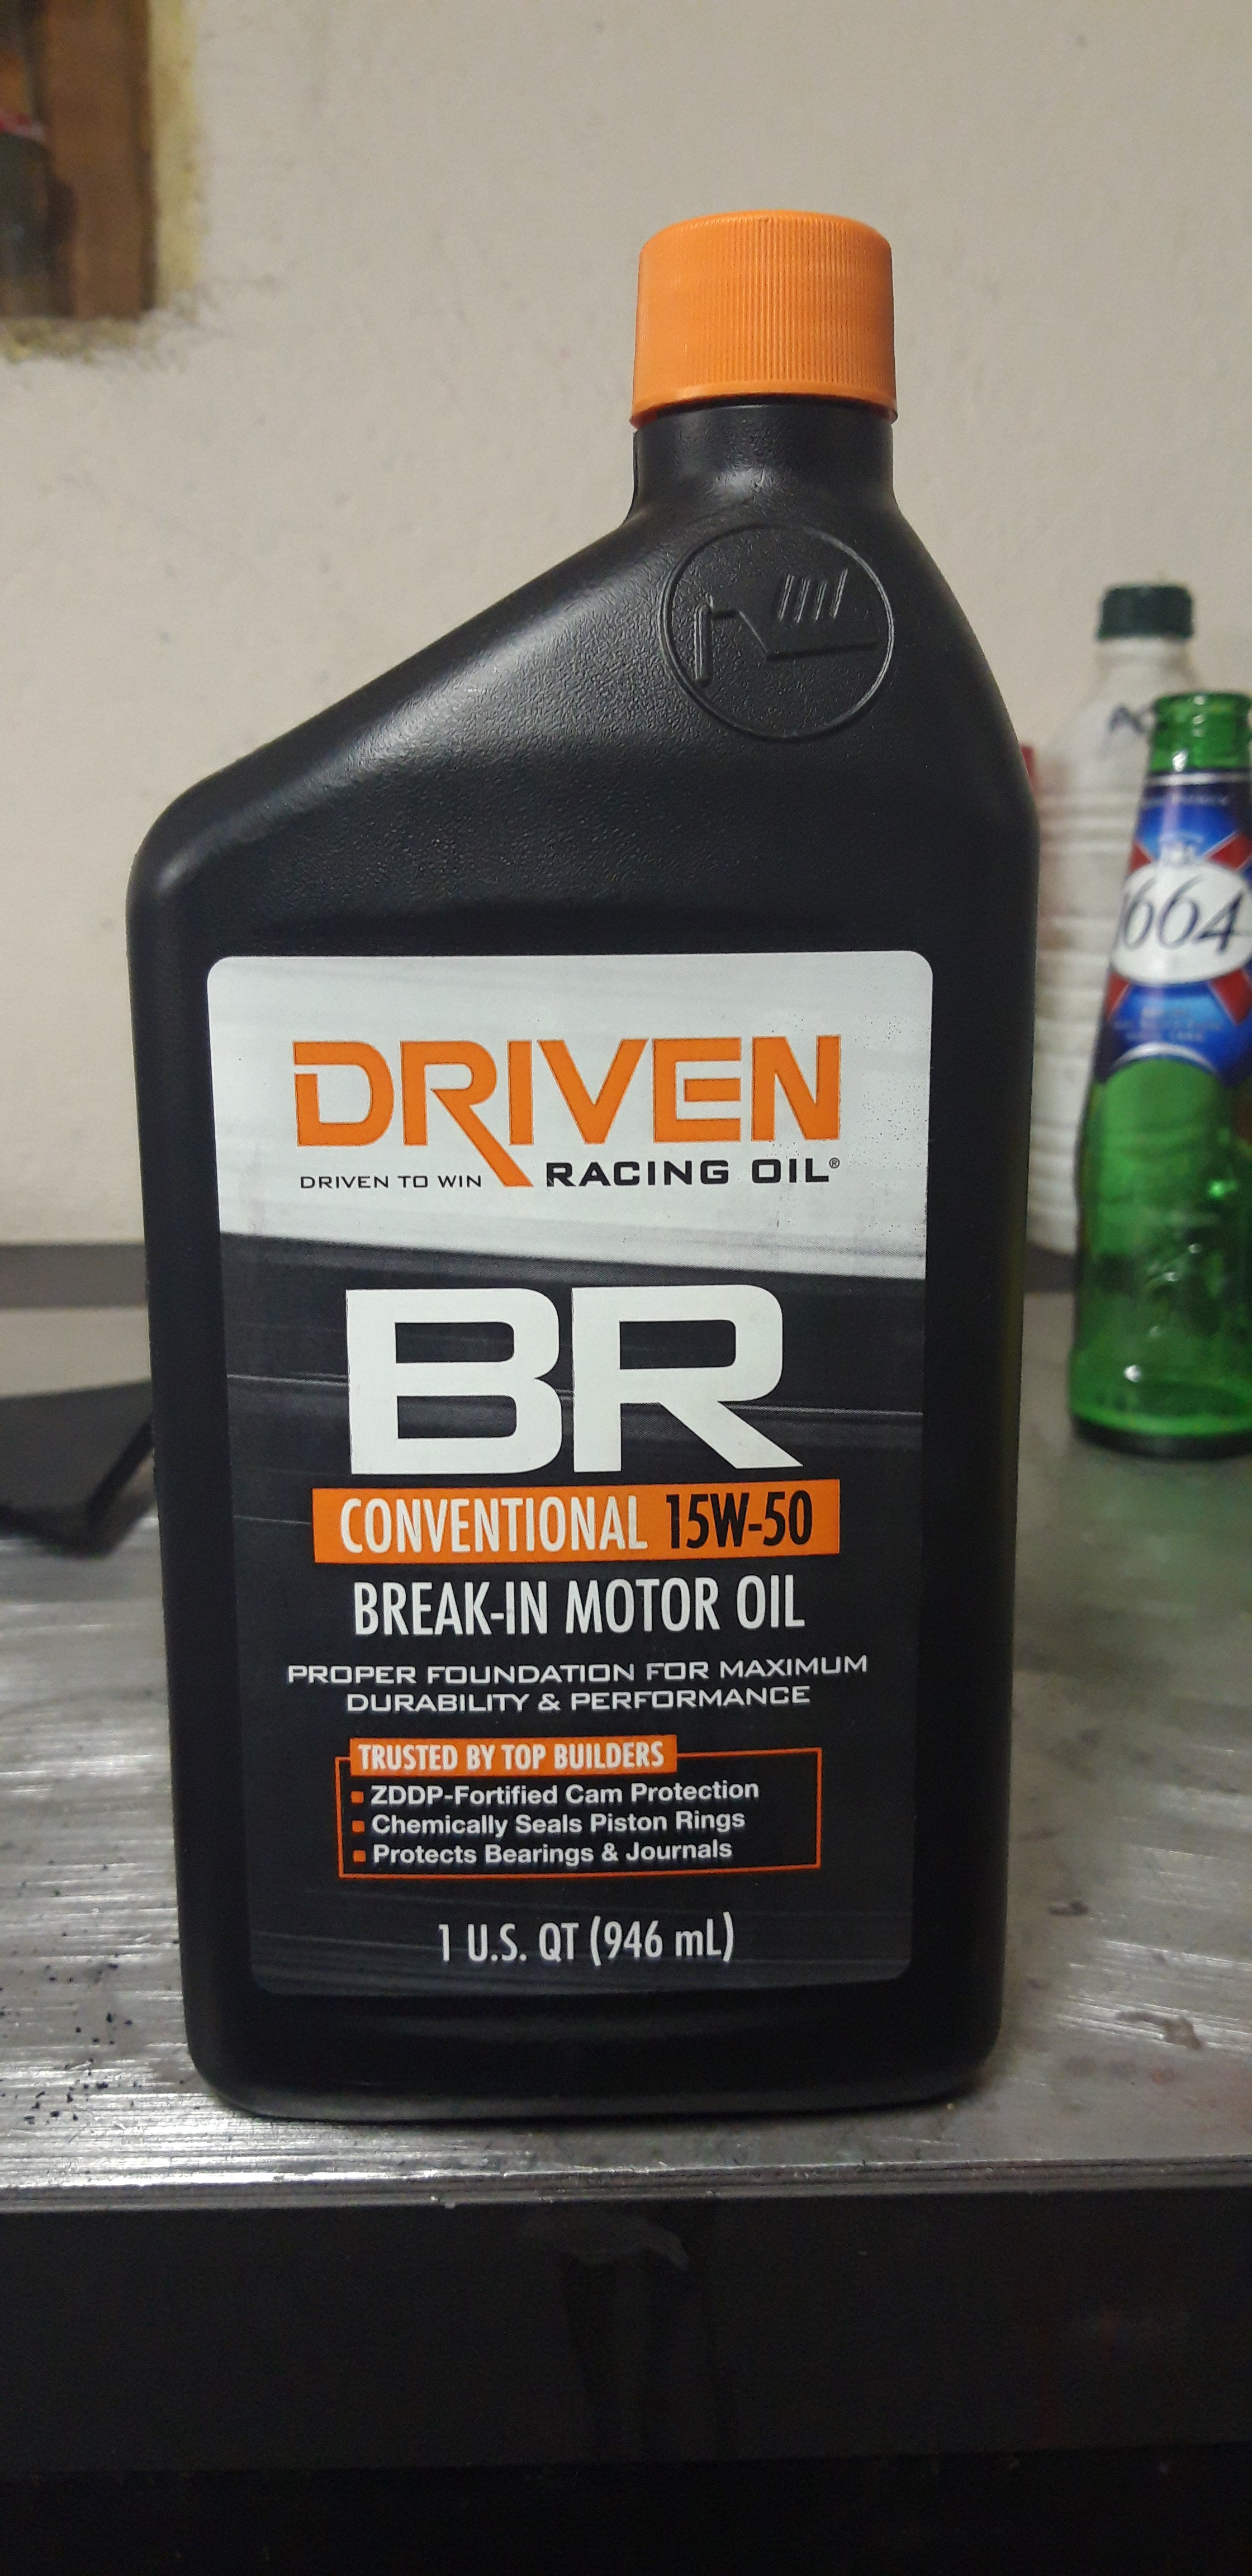 DRIVEN
DRIVEN TO WIN RACING OIL®
BR
CONVENTIONAL 15W-50
BREAK-IN MOTOR OIL
PROPER FOUNDATION FOR MAXIMUM
DURABILITY & PERFORMANCE
TRUSTED BY TOP BUILDERS
▪ ZDDP-Fortified Cam Protection
▪ Chemically Seals Piston Rings
▪ Protects Bearings & Journals
1 U.S. QT (946 mL)
1664